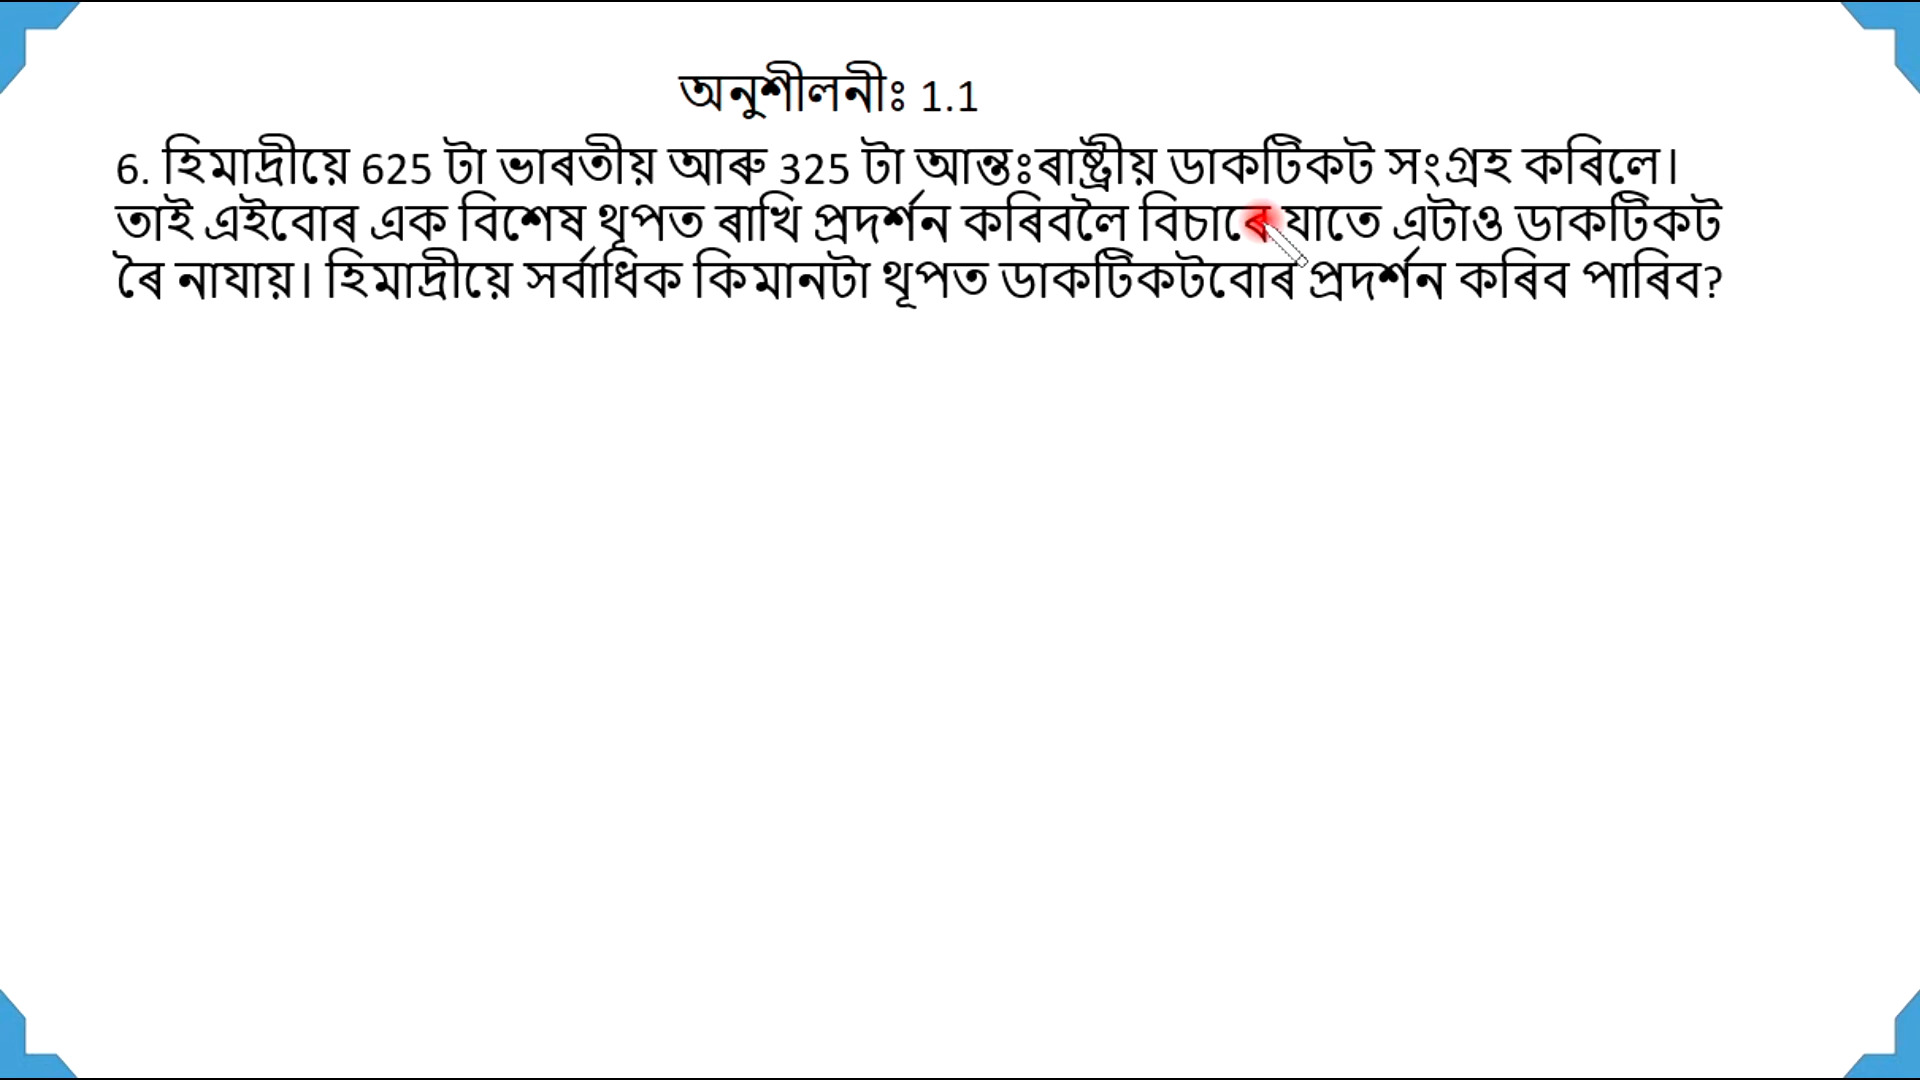 অনুশীলনীঃ 1.1
6. হিমাদ্ৰীয়ে 625 টা ভাৰতীয় আৰু 325 টা আন্তঃৰাষ্ট্ৰীয় ডাকটিকট সংগ্ৰহ কৰিলে।
তাই এইবোৰ এক বিশেষ থূপত ৰাখি প্ৰদৰ্শন কৰিবলৈ বিচাৰে যাতে এটাও ডাকটিকট
ৰৈ নাযায়। হিমাদ্ৰীয়ে সৰ্বাধিক কিমানটা থূপত ডাকটিকটবোৰ প্ৰদৰ্শন কৰিব পাৰিব?